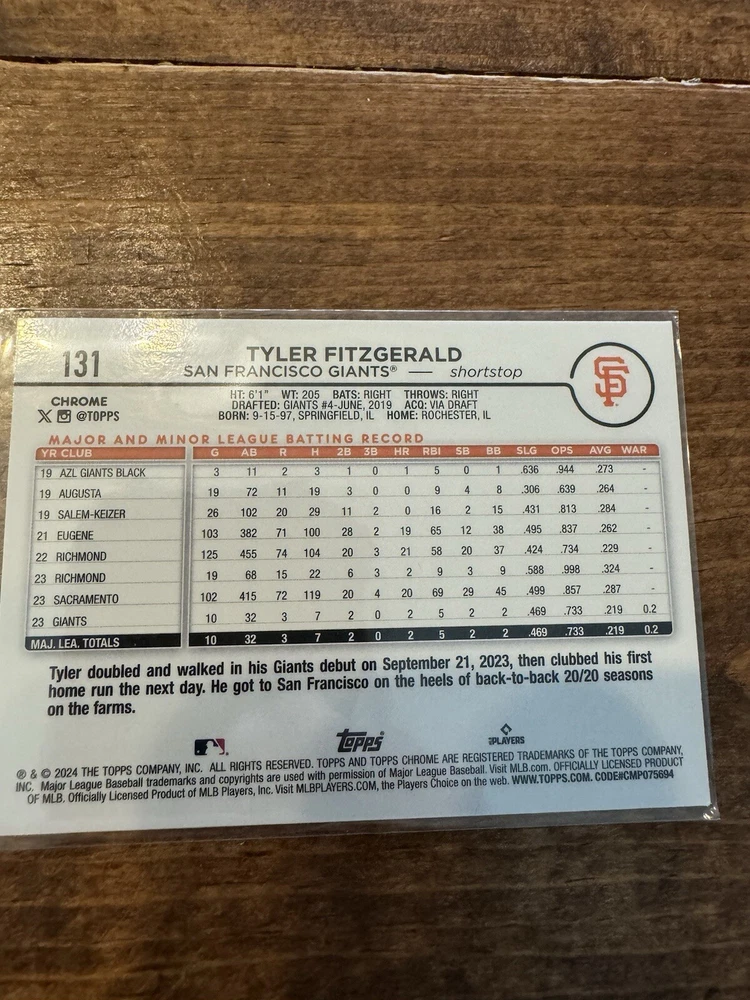 131
TYLER FITZGERALD
SAN FRANCISCO GIANTS® — shortstop
SF
CHROME
X @TOPPS
HT: 6'1" WT: 205 BATS: RIGHT THROWS: RIGHT
DRAFTED: GIANTS #4-JUNE, 2019 ACQ: VIA DRAFT
BORN: 9-15-97, SPRINGFIELD, IL HOME: ROCHESTER, IL
MAJOR AND MINOR LEAGUE BATTING RECORD
YR CLUB G AB R H 2B 3B HR RBI SB BB SLG OPS AVG WAR
19 AZL GIANTS BLACK 3 11 2 3 1 0 1 5 0 1 .636 .944 .273 -
19 AUGUSTA 19 72 11 19 3 0 0 9 4 8 .306 .639 .264 -
19 SALEM-KEIZER 26 102 20 29 11 2 0 16 2 15 .431 .813 .284 -
21 EUGENE 103 382 71 100 28 2 19 65 12 38 .495 .837 .262 -
22 RICHMOND 125 455 74 104 20 3 21 58 20 37 .424 .734 .229 -
23 RICHMOND 19 68 15 22 6 3 2 9 3 9 .588 .998 .324 -
23 SACRAMENTO 102 415 72 119 20 4 20 69 29 45 .499 .857 .287 -
23 GIANTS 10 32 3 7 2 0 2 5 2 2 .469 .733 .219 0.2
MAJ. LEA. TOTALS 10 32 3 7 2 0 2 5 2 2 .469 .733 .219 0.2
Tyler doubled and walked in his Giants debut on September 21, 2023, then clubbed his first
home run the next day. He got to San Francisco on the heels of back-to-back 20/20 seasons
on the farms.
topps
PLAYERS
® & © 2024 THE TOPPS COMPANY, INC. ALL RIGHTS RESERVED. TOPPS AND TOPPS CHROME ARE REGISTERED TRADEMARKS OF THE TOPPS COMPANY,
INC. Major League Baseball trademarks and copyrights are used with permission of Major League Baseball. Visit MLB.com. OFFICIALLY LICENSED PRODUCT
OF MLB. Officially Licensed Product of MLB Players, Inc. Visit MLBPLAYERS.COM, the Players Choice on the web. WWW.TOPPS.COM. CODE#CMP075694